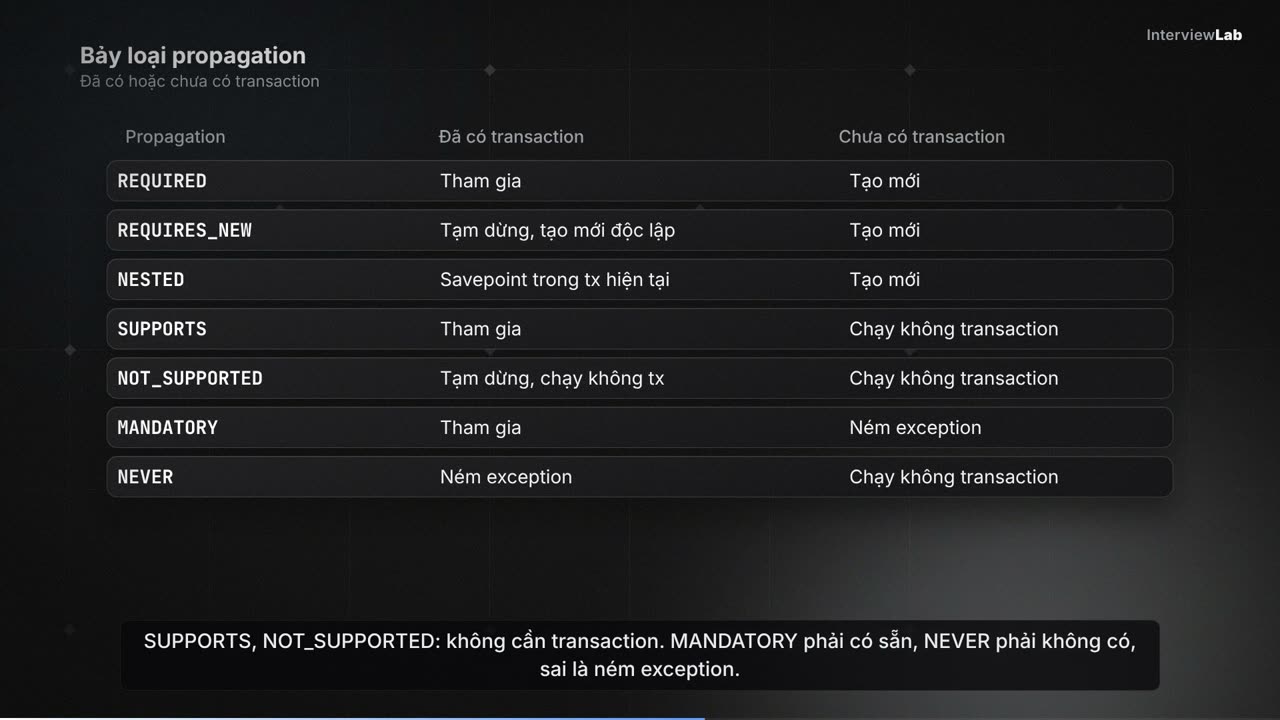 InterviewLab
Bảy loại propagation
Đã có hoặc chưa có transaction
Propagation Đã có transaction Chưa có transaction
REQUIRED Tham gia Tạo mới
REQUIRES_NEW Tạm dừng, tạo mới độc lập Tạo mới
NESTED Savepoint trong tx hiện tại Tạo mới
SUPPORTS Tham gia Chạy không transaction
NOT_SUPPORTED Tạm dừng, chạy không tx Chạy không transaction
MANDATORY Tham gia Ném exception
NEVER Ném exception Chạy không transaction
SUPPORTS, NOT_SUPPORTED: không cần transaction. MANDATORY phải có sẵn, NEVER phải không có,
sai là ném exception.